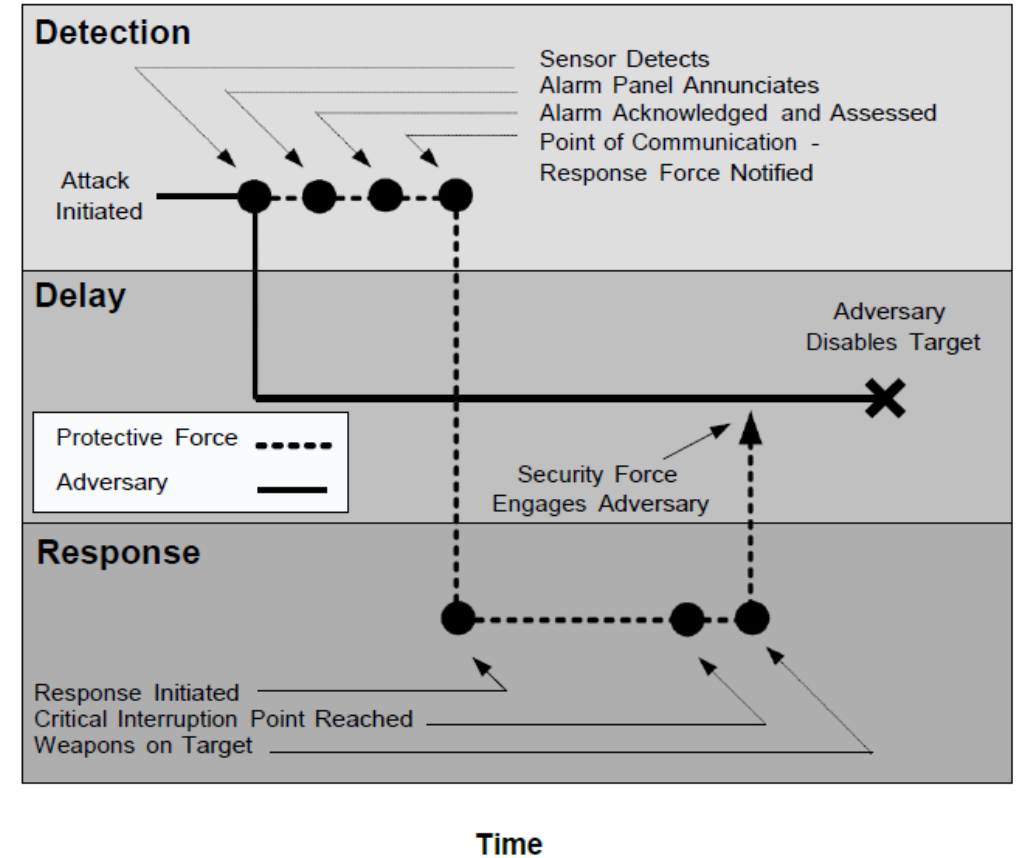 Detection
Sensor Detects
Alarm Panel Annunciates
Alarm Acknowledged and Assessed
Point of Communication -
Response Force Notified
Attack
Initiated
Delay
Adversary
Disables Target
Protective Force
Adversary
Security Force
Engages Adversary
Response
Response Initiated
Critical Interruption Point Reached
Weapons on Target
Time